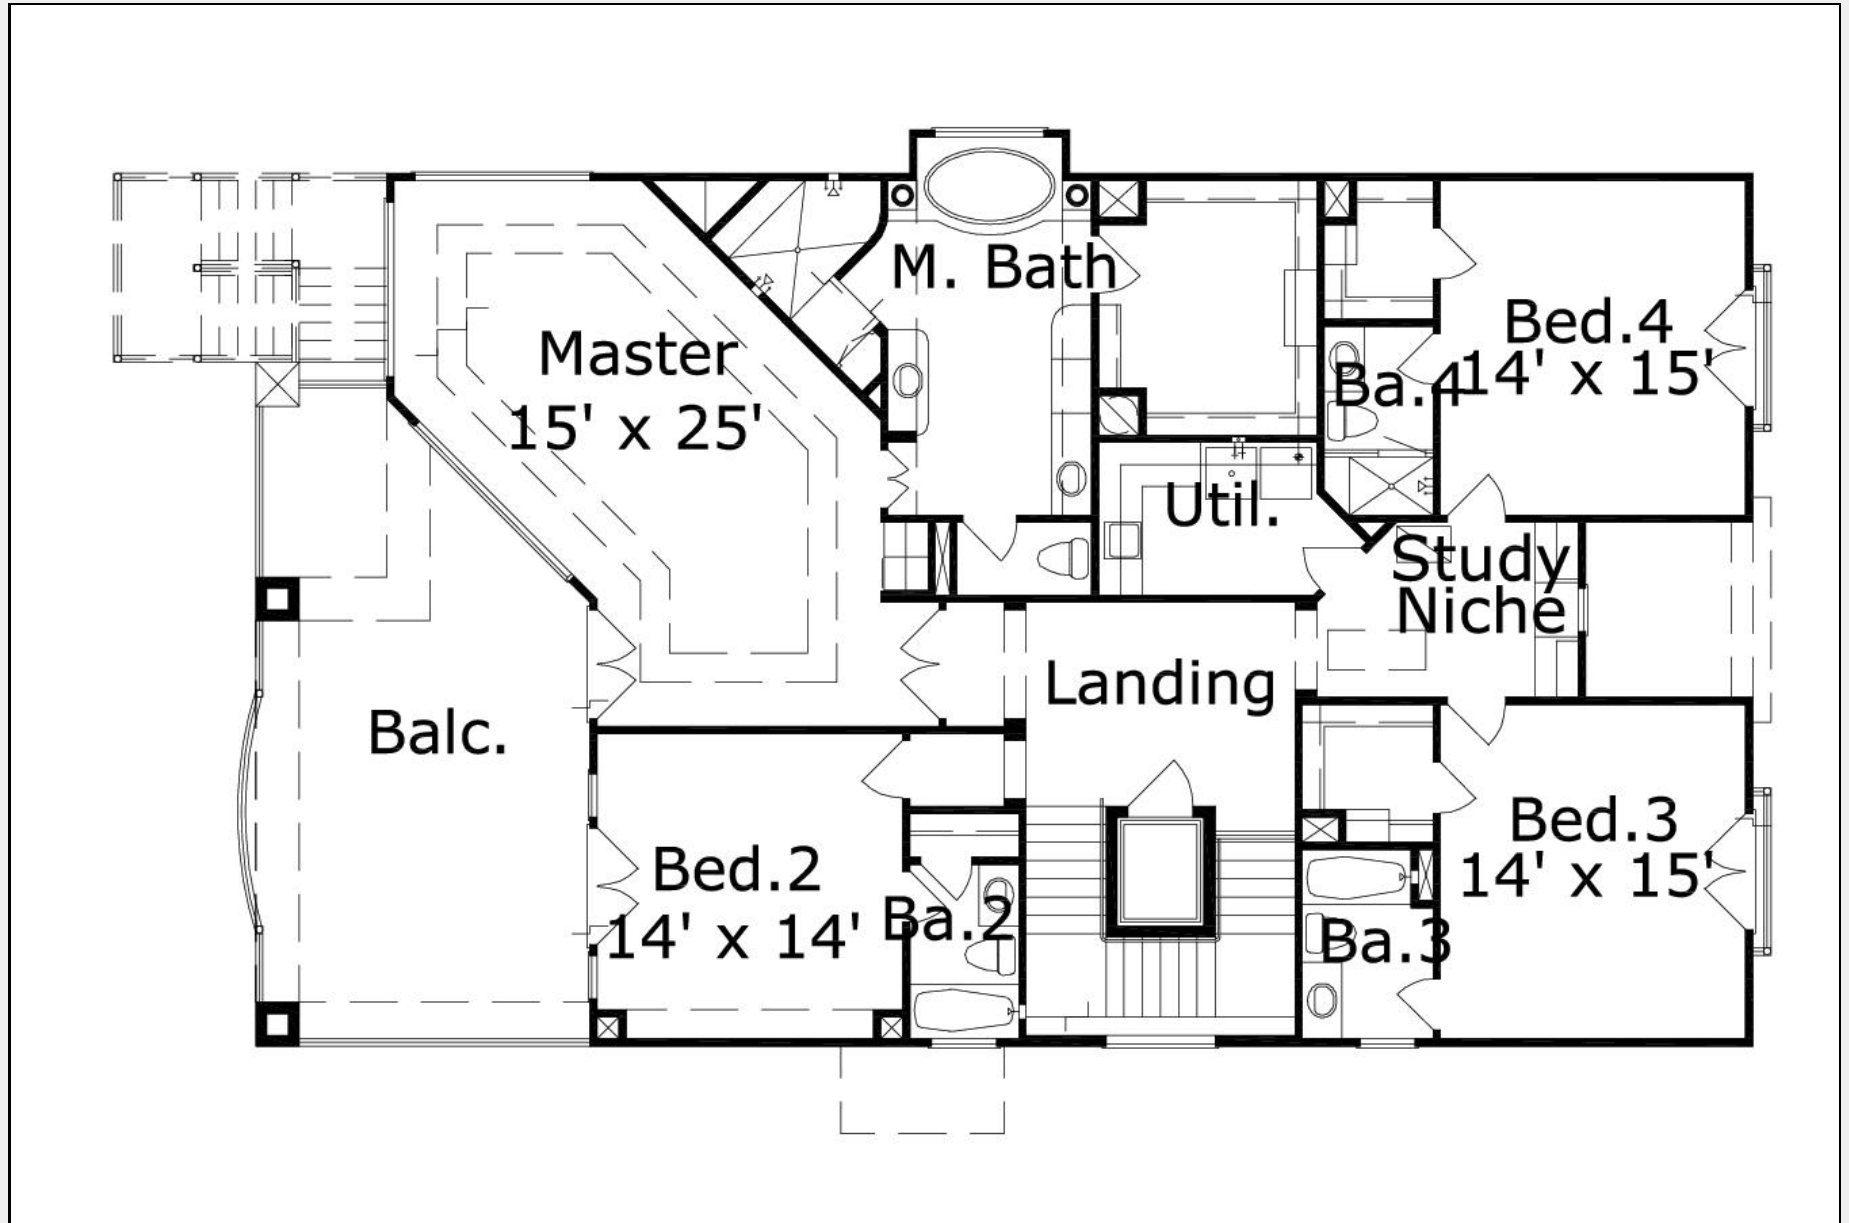 M. Bath
Master
15' x 25'
Bed.4
14' x 15'
Ba.4
Util.
Study
Niche
Landing
Balc.
Bed.2
14' x 14'
Ba.2
Bed.3
14' x 15'
Ba.3